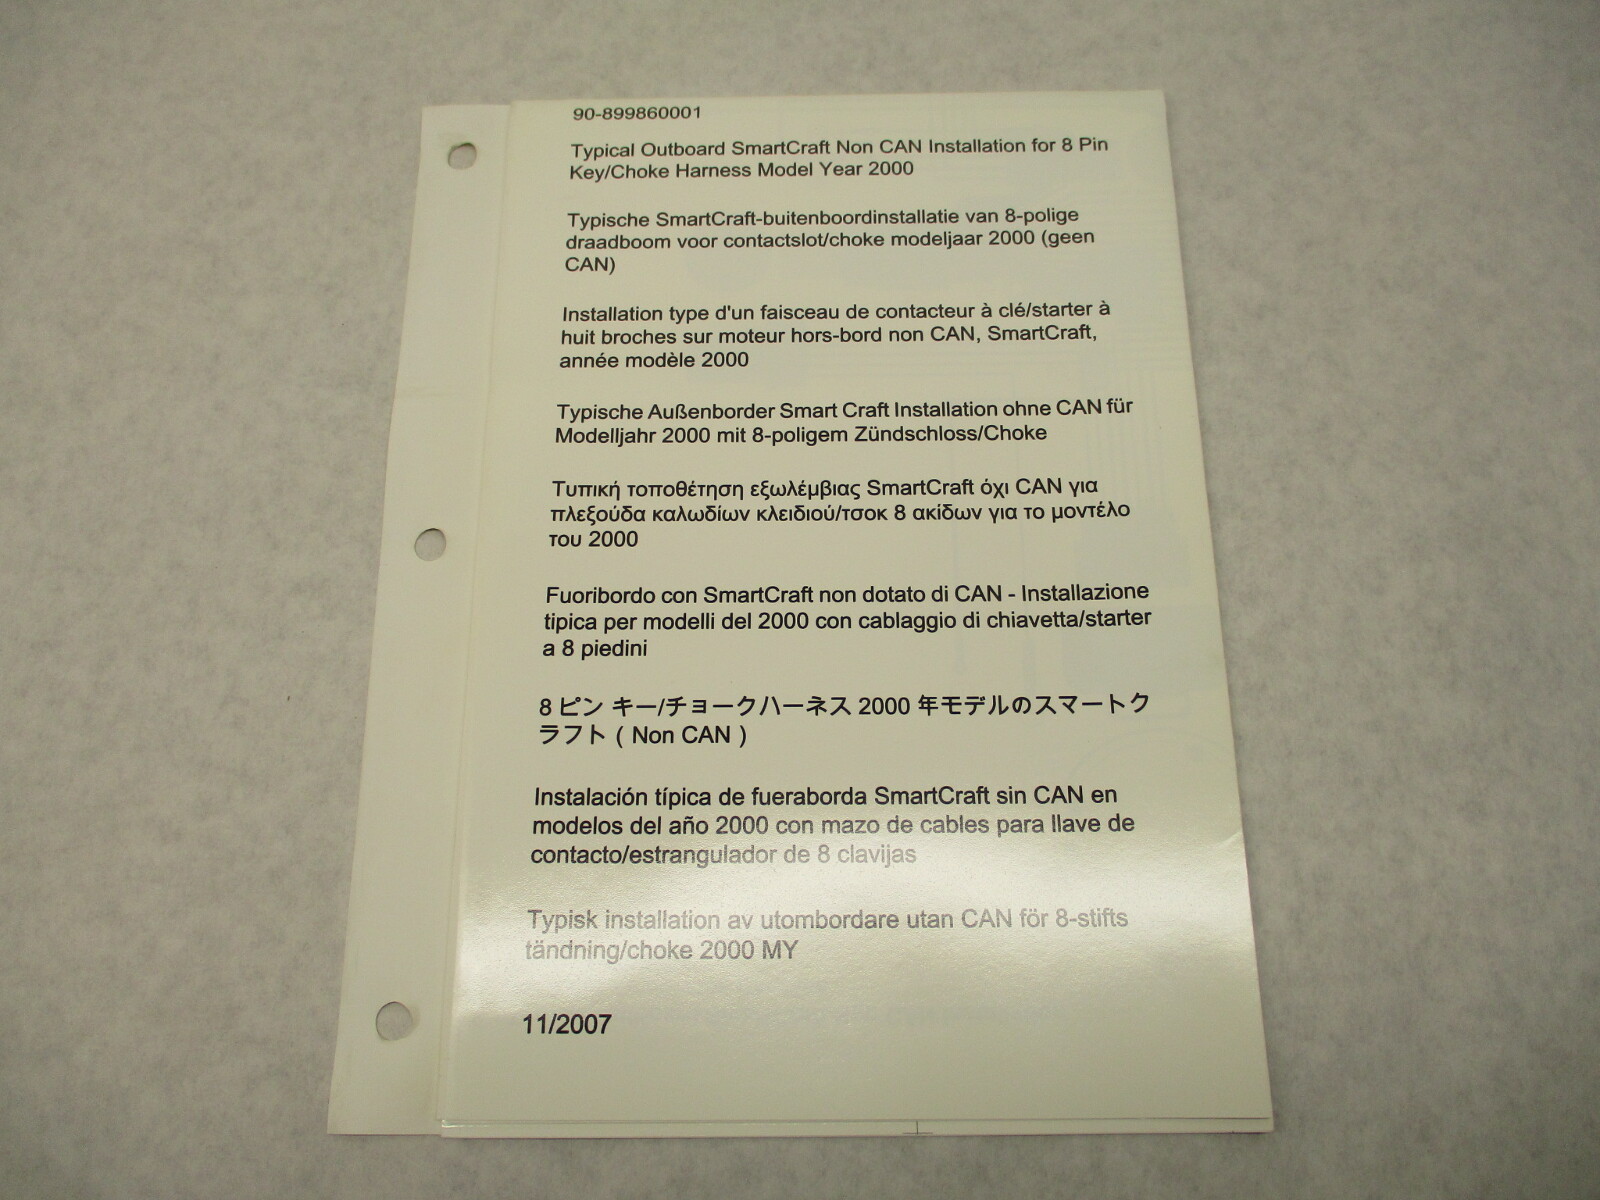 90-899860001
Typical Outboard SmartCraft Non CAN Installation for 8 Pin
Key/Choke Harness Model Year 2000
Typische SmartCraft-buitenboordinstallatie van 8-polige
draadboom voor contactslot/choke modeljaar 2000 (geen
CAN)
Installation type d'un faisceau de contacteur à clé/starter à
huit broches sur moteur hors-bord non CAN, SmartCraft,
année modèle 2000
Typische Außenborder Smart Craft Installation ohne CAN für
Modelljahr 2000 mit 8-poligem Zündschloss/Choke
Τυπική τοποθέτηση εξωλέμβιας SmartCraft όχι CAN για
πλεξούδα καλωδίων κλειδιού/τσοκ 8 ακίδων για το μοντέλο
του 2000
Fuoribordo con SmartCraft non dotato di CAN - Installazione
tipica per modelli del 2000 con cablaggio di chiavetta/starter
a 8 piedini
8 ピン キー/チョークハーネス 2000 年モデルのスマートク
ラフト ( Non CAN )
Instalación típica de fueraborda SmartCraft sin CAN en
modelos del año 2000 con mazo de cables para llave de
contacto/estrangulador de 8 clavijas
Typisk installation av utombordare utan CAN för 8-stifts
tändning/choke 2000 MY
11/2007